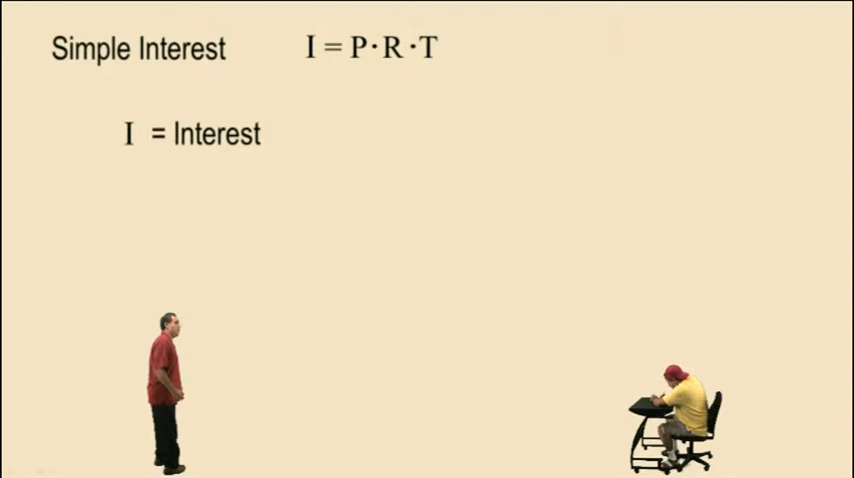 Simple Interest I = P·R·T
I = Interest